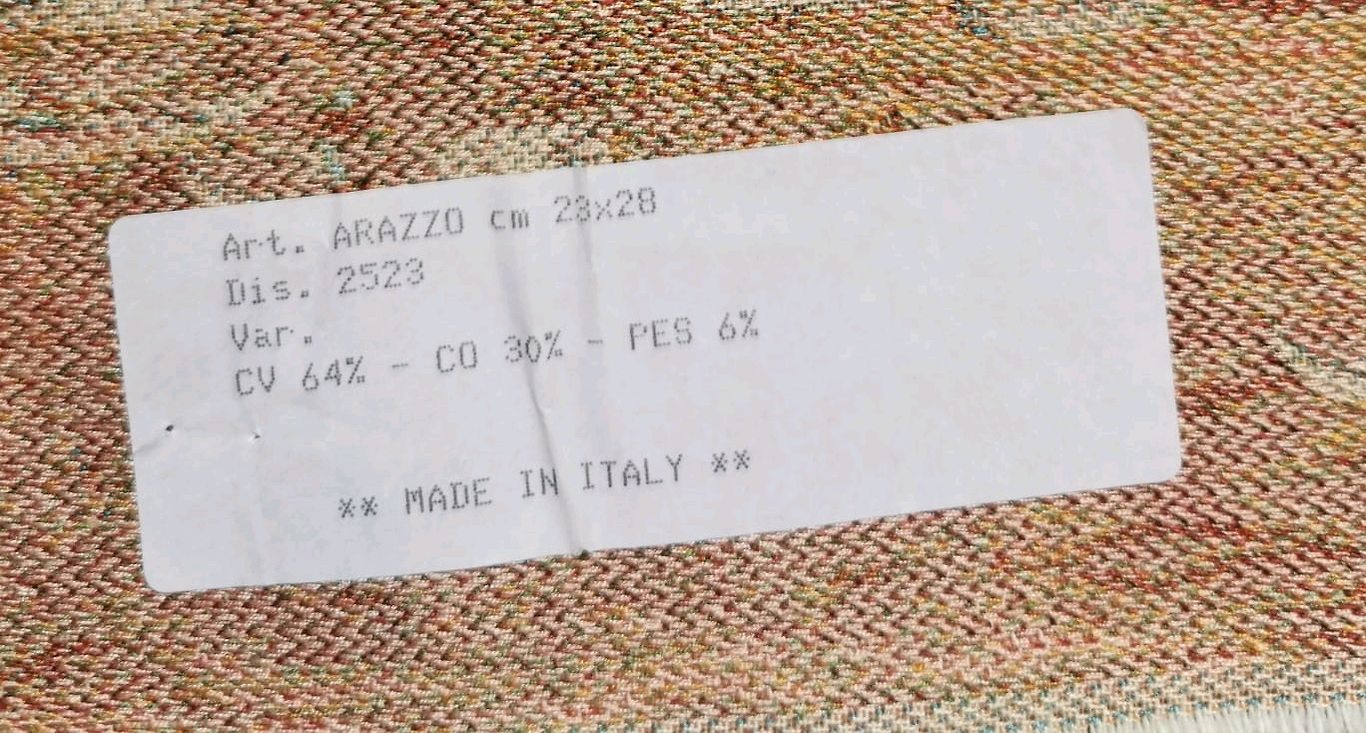 Art. ARAZZO cm 23x28
Dis. 2523
Var.
CV 64% - CO 30% - PES 6%
** MADE IN ITALY **